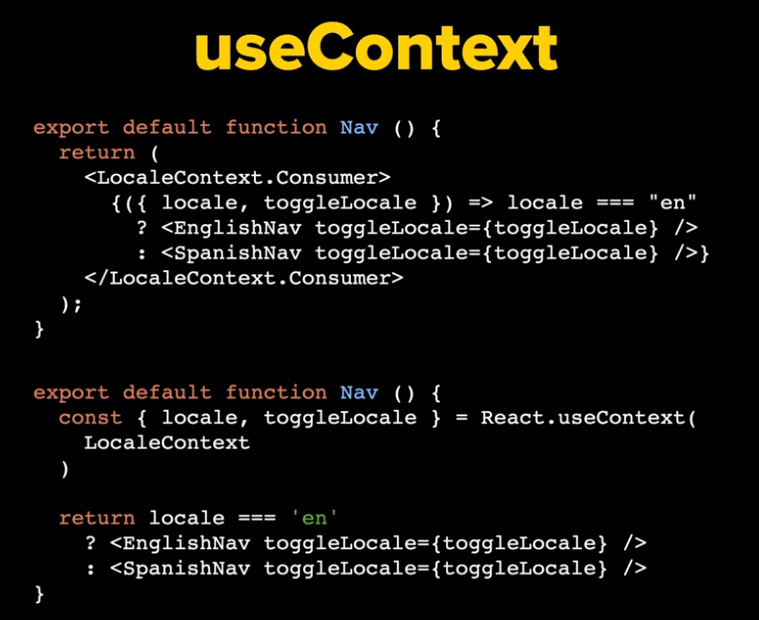 useContext
export default function Nav () {
  return (
    <LocaleContext.Consumer>
      {({ locale, toggleLocale }) => locale === "en"
        ? <EnglishNav toggleLocale={toggleLocale} />
        : <SpanishNav toggleLocale={toggleLocale} />}
    </LocaleContext.Consumer>
  );
}
export default function Nav () {
  const { locale, toggleLocale } = React.useContext(
    LocaleContext
  )
  return locale === 'en'
    ? <EnglishNav toggleLocale={toggleLocale} />
    : <SpanishNav toggleLocale={toggleLocale} />
}